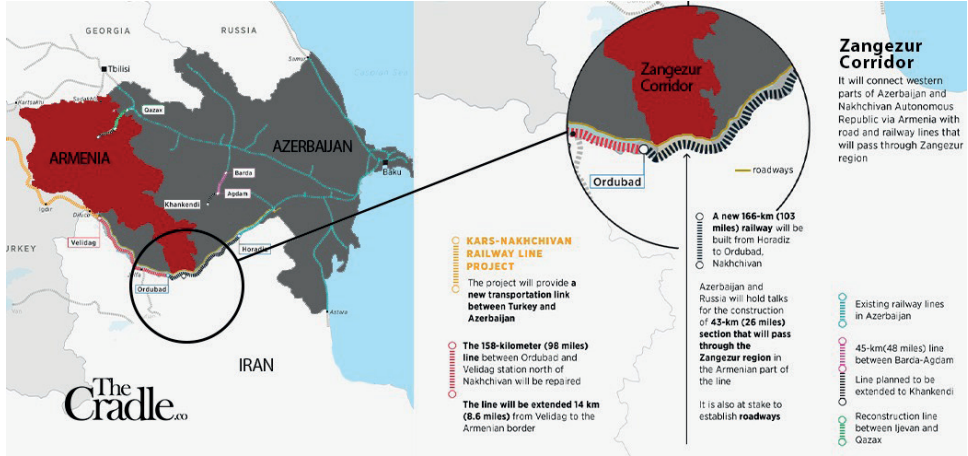 GEORGIA
RUSSIA
Tbilisi
Qazax
ARMENIA
AZERBAIJAN
Barda
Agdam
Khankendi
Baku
Igdir
Velidag
Horadiz
Ordubad
Astara
IRAN
The
Cradle.co
Zangezur
Corridor
Ordubad
roadways
KARS-NAKHCHIVAN
RAILWAY LINE
PROJECT
The project will provide a
new transportation link
between Turkey and
Azerbaijan
The 158-kilometer (98 miles)
line between Ordubad and
Velidag station north of
Nakhchivan will be repaired
The line will be extended 14 km
(8.6 miles) from Velidag to the
Armenian border
A new 166-km (103
miles) railway will be
built from Horadiz
to Ordubad,
Nakhchivan
Azerbaijan and
Russia will hold talks
for the construction
of 43-km (26 miles)
section that will pass
through the
Zangezur region in
the Armenian part of
the line
It is also at stake to
establish roadways
Zangezur
Corridor
It will connect western
parts of Azerbaijan and
Nakhchivan Autonomous
Republic via Armenia with
road and railway lines that
will pass through Zangezur
region
Existing railway lines
in Azerbaijan
45-km(48 miles) line
between Barda-Agdam
Line planned to be
extended to Khankendi
Reconstruction line
between Ijevan and
Qazax